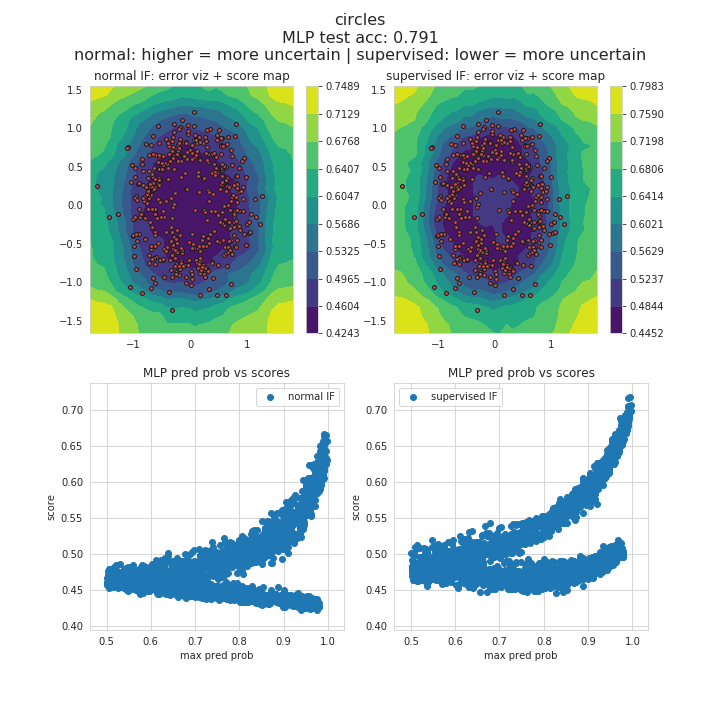 circles
MLP test acc: 0.791
normal: higher = more uncertain | supervised: lower = more uncertain
normal IF: error viz + score map
1.5
1.0
0.5
0.0
−0.5
−1.0
−1.5
−1 0 1
0.7489
0.7129
0.6768
0.6407
0.6047
0.5686
0.5325
0.4965
0.4604
0.4243
supervised IF: error viz + score map
1.5
1.0
0.5
0.0
−0.5
−1.0
−1.5
−1 0 1
0.7983
0.7590
0.7198
0.6806
0.6414
0.6021
0.5629
0.5237
0.4844
0.4452
MLP pred prob vs scores
normal IF
score
0.70
0.65
0.60
0.55
0.50
0.45
0.40
0.5 0.6 0.7 0.8 0.9 1.0
max pred prob
MLP pred prob vs scores
supervised IF
score
0.70
0.65
0.60
0.55
0.50
0.45
0.40
0.5 0.6 0.7 0.8 0.9 1.0
max pred prob